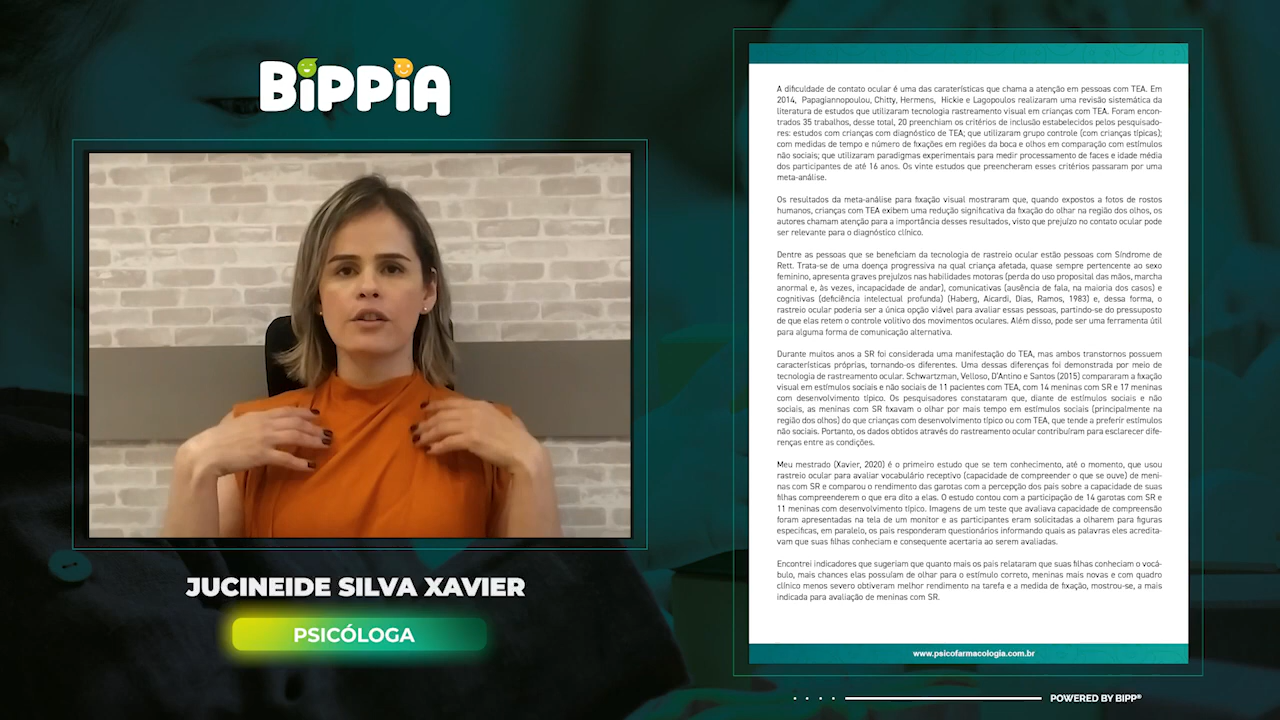 BiPPiA
JUCINEIDE SILVA XAVIER
PSICÓLOGA
A dificuldade de contato ocular é uma das caraterísticas que chama a atenção em pessoas com TEA. Em
2014, Papagiannopoulou, Chitty, Hermens, Hickie e Lagopoulos realizaram uma revisão sistemática da
literatura de estudos que utilizaram tecnologia rastreamento visual em crianças com TEA. Foram encon-
trados 35 trabalhos, desse total, 20 preenchiam os critérios de inclusão estabelecidos pelos pesquisado-
res: estudos com crianças com diagnóstico de TEA; que utilizaram grupo controle (com crianças típicas);
com medidas de tempo e número de fixações em regiões da boca e olhos em comparação com estímulos
não sociais; que utilizaram paradigmas experimentais para medir processamento de faces e idade média
dos participantes de até 16 anos. Os vinte estudos que preencheram esses critérios passaram por uma
meta-análise.
Os resultados da meta-análise para fixação visual mostraram que, quando expostos a fotos de rostos
humanos, crianças com TEA exibem uma redução significativa da fixação do olhar na região dos olhos, os
autores chamam atenção para a importância desses resultados, visto que prejuízo no contato ocular pode
ser relevante para o diagnóstico clínico.
Dentre as pessoas que se beneficiam da tecnologia de rastreio ocular estão pessoas com Síndrome de
Rett. Trata-se de uma doença progressiva na qual criança afetada, quase sempre pertencente ao sexo
feminino, apresenta graves prejuízos nas habilidades motoras (perda do uso proposital das mãos, marcha
anormal e, às vezes, incapacidade de andar), comunicativas (ausência de fala, na maioria dos casos) e
cognitivas (deficiência intelectual profunda) (Haberg, Aicardi, Dias, Ramos, 1983) e, dessa forma, o
rastreio ocular poderia ser a única opção viável para avaliar essas pessoas, partindo-se do pressuposto
de que elas retem o controle volitivo dos movimentos oculares. Além disso, pode ser uma ferramenta útil
para alguma forma de comunicação alternativa.
Durante muitos anos a SR foi considerada uma manifestação do TEA, mas ambos transtornos possuem
características próprias, tornando-os diferentes. Uma dessas diferenças foi demonstrada por meio de
tecnologia de rastreamento ocular. Schwartzman, Velloso, D'Antino e Santos (2015) compararam a fixação
visual em estímulos sociais e não sociais de 11 pacientes com TEA, com 14 meninas com SR e 17 meninas
com desenvolvimento típico. Os pesquisadores constataram que, diante de estímulos sociais e não
sociais, as meninas com SR fixavam o olhar por mais tempo em estímulos sociais (principalmente na
região dos olhos) do que crianças com desenvolvimento típico ou com TEA, que tende a preferir estímulos
não sociais. Portanto, os dados obtidos através do rastreamento ocular contribuíram para esclarecer dife-
renças entre as condições.
Meu mestrado (Xavier, 2020) é o primeiro estudo que se tem conhecimento, até o momento, que usou
rastreio ocular para avaliar vocabulário receptivo (capacidade de compreender o que se ouve) de meni-
nas com SR e comparou o rendimento das garotas com a percepção dos pais sobre a capacidade de suas
filhas compreenderem o que era dito a elas. O estudo contou com a participação de 14 garotas com SR e
11 meninas com desenvolvimento típico. Imagens de um teste que avaliava capacidade de compreensão
foram apresentadas na tela de um monitor e as participantes eram solicitadas a olharem para figuras
específicas, em paralelo, os pais responderam questionários informando quais as palavras eles acredita-
vam que suas filhas conheciam e consequente acertaria ao serem avaliadas.
Encontrei indicadores que sugeriam que quanto mais os pais relataram que suas filhas conheciam o vocá-
bulo, mais chances elas possuíam de olhar para o estímulo correto, meninas mais novas e com quadro
clínico menos severo obtiveram melhor rendimento na tarefa e a medida de fixação, mostrou-se, a mais
indicada para avaliação de meninas com SR.
www.psicofarmacologia.com.br
POWERED BY BIPP®